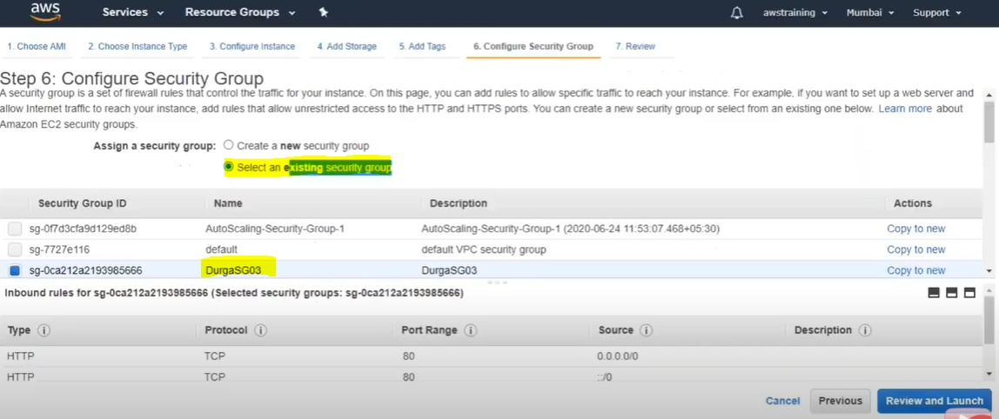 aws Services Resource Groups awstraining Mumbai Support
1. Choose AMI 2. Choose Instance Type 3. Configure Instance 4. Add Storage 5. Add Tags 6. Configure Security Group 7. Review
Step 6: Configure Security Group
A security group is a set of firewall rules that control the traffic for your instance. On this page, you can add rules to allow specific traffic to reach your instance. For example, if you want to set up a web server and
allow Internet traffic to reach your instance, add rules that allow unrestricted access to the HTTP and HTTPS ports. You can create a new security group or select from an existing one below. Learn more about
Amazon EC2 security groups.
Assign a security group: Create a new security group
Select an existing security group
Security Group ID Name Description Actions
sg-0f7d3cfa9d129ed8b AutoScaling-Security-Group-1 AutoScaling-Security-Group-1 (2020-06-24 11:53:07.468+05:30) Copy to new
sg-7727e116 default default VPC security group Copy to new
sg-0ca212a2193985666 DurgaSG03 DurgaSG03 Copy to new
Inbound rules for sg-0ca212a2193985666 (Selected security groups: sg-0ca212a2193985666)
Type Protocol Port Range Source Description
HTTP TCP 80 0.0.0.0/0
HTTP TCP 80 ::/0
Cancel Previous Review and Launch